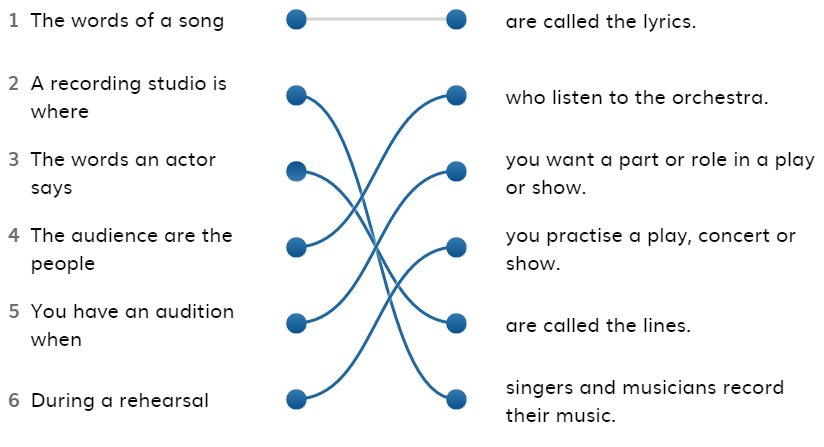 1 The words of a song
are called the lyrics.
2 A recording studio is
where
who listen to the orchestra.
3 The words an actor
says
you want a part or role in a play
or show.
4 The audience are the
people
you practise a play, concert or
show.
5 You have an audition
when
are called the lines.
6 During a rehearsal
singers and musicians record
their music.